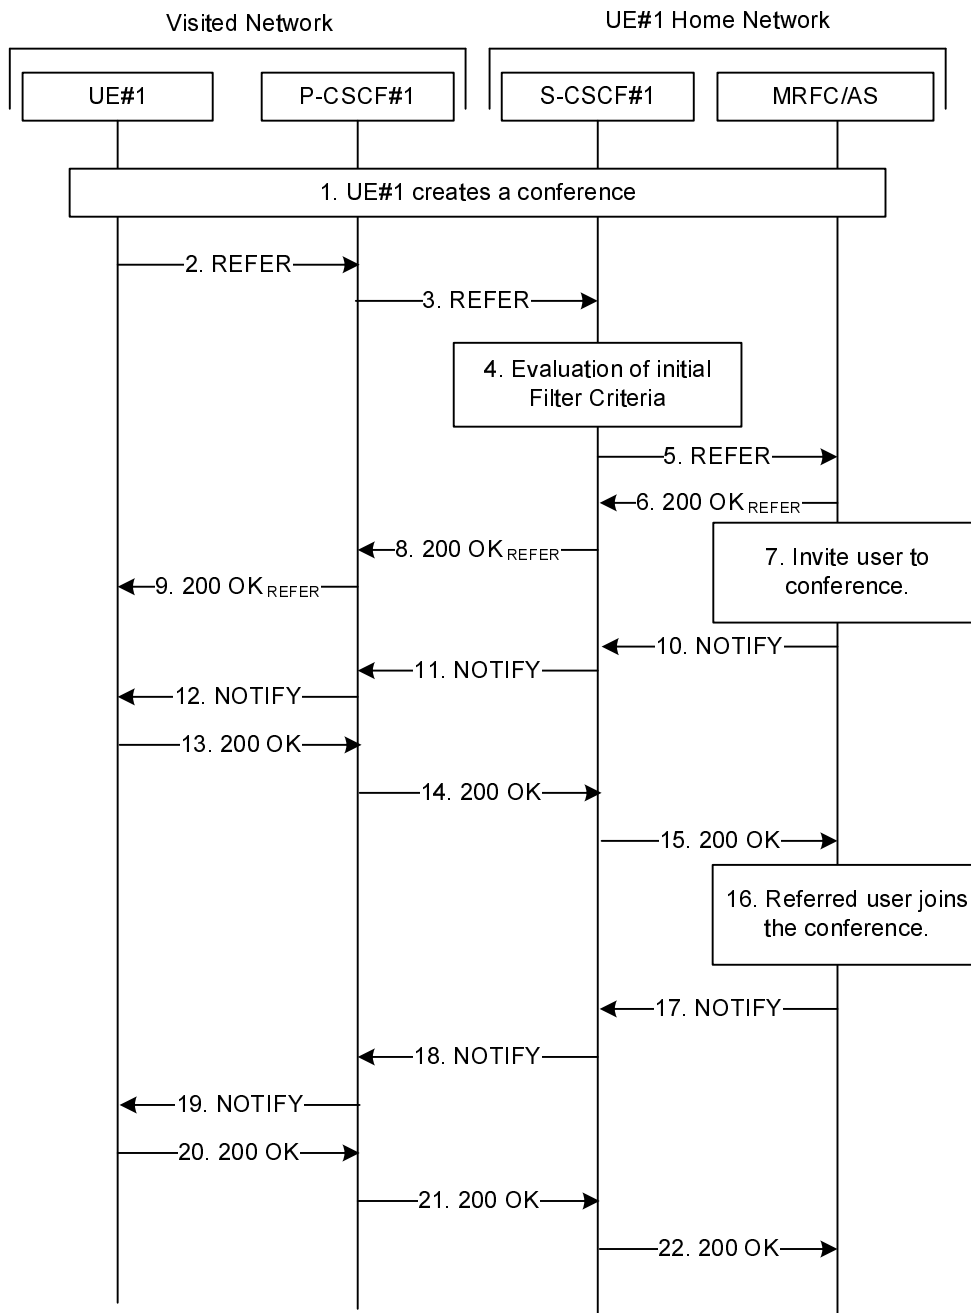 Visited Network
UE#1 Home Network
UE#1
P-CSCF#1
S-CSCF#1
MRFC/AS
1. UE#1 creates a conference
2. REFER
3. REFER
4. Evaluation of initial
Filter Criteria
5. REFER
6. 200 OK REFER
8. 200 OK REFER
7. Invite user to
conference.
9. 200 OK REFER
10. NOTIFY
11. NOTIFY
12. NOTIFY
13. 200 OK
14. 200 OK
15. 200 OK
16. Referred user joins
the conference.
17. NOTIFY
18. NOTIFY
19. NOTIFY
20. 200 OK
21. 200 OK
22. 200 OK